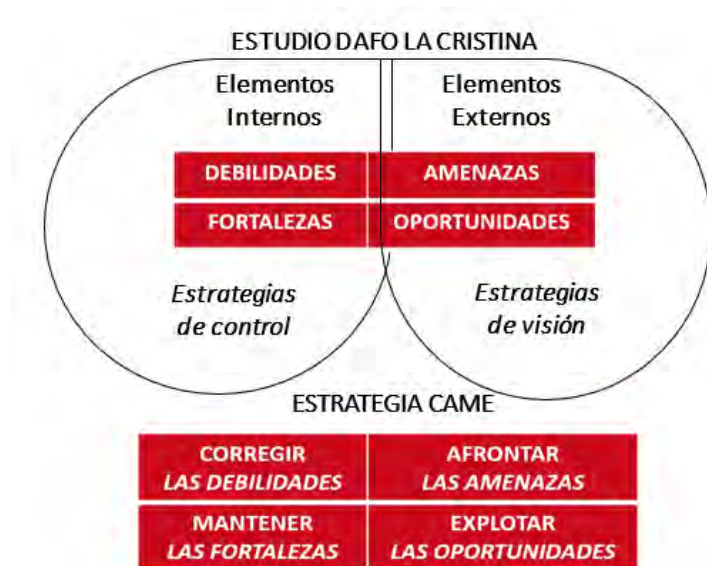 ESTUDIO DAFO LA CRISTINA
Elementos Internos
Elementos Externos
DEBILIDADES
AMENAZAS
FORTALEZAS
OPORTUNIDADES
Estrategias de control
Estrategias de visión
ESTRATEGIA CAME
CORREGIR
LAS DEBILIDADES
AFRONTAR
LAS AMENAZAS
MANTENER
LAS FORTALEZAS
EXPLOTAR
LAS OPORTUNIDADES